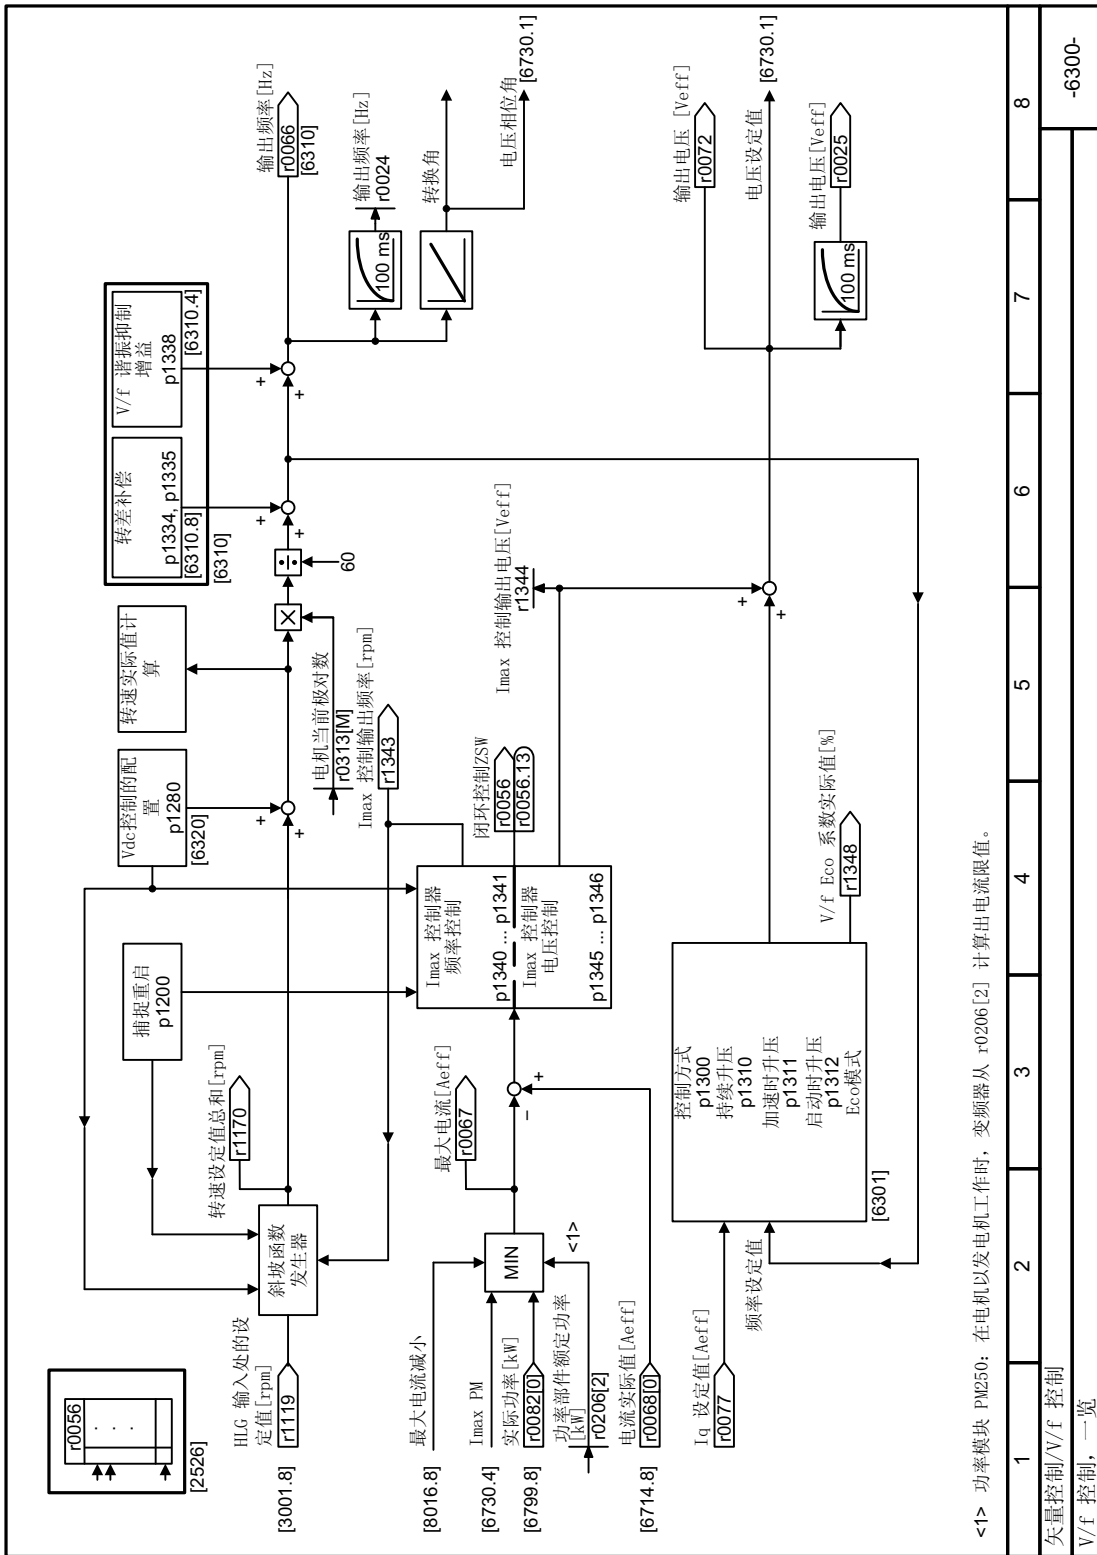 r0056
[2526]
HLG 输入处的设
定值[rpm]
r1119
[3001.8]
斜坡函数
发生器
转速设定值总和[rpm]
r1170
捕捉重启
p1200
Vdc控制的配
置
p1280
[6320]
转速实际值计
算
转差补偿
p1334, p1335
[6310.8]
[6310]
V/f 谐振抑制
增益
p1338
[6310.4]
+
+
+
+
+
+
60
电机当前极对数
r0313[M]
Imax 控制输出频率[rpm]
r1343
输出频率[Hz]
r0066
[6310]
100 ms
输出频率[Hz]
r0024
转换角
电压相位角
[6730.1]
最大电流减小
[8016.8]
Imax PM
[6730.4]
实际功率[kW]
r0082[0]
[6799.8]
功率部件额定功率
[kW]
r0206[2]
<1>
电流实际值[Aeff]
r0068[0]
[6714.8]
MIN
最大电流[Aeff]
r0067
−
+
Imax 控制器
频率控制
p1340 ... p1341
Imax 控制器
电压控制
p1345 ... p1346
闭环控制ZSW
r0056
r0056.13
Imax 控制输出电压[Veff]
r1344
+
+
输出电压 [Veff]
r0072
电压设定值
[6730.1]
输出电压[Veff]
r0025
100 ms
Iq 设定值[Aeff]
r0077
频率设定值
控制方式
p1300
持续升压
p1310
加速时升压
p1311
启动时升压
p1312
Eco模式
[6301]
V/f Eco 系数实际值[%]
r1348
<1> 功率模块 PM250: 在电机以发电机工作时, 变频器从 r0206[2] 计算出电流限值。
1
2
3
4
5
6
7
8
矢量控制/V/f 控制
V/f 控制, 一览
-6300-